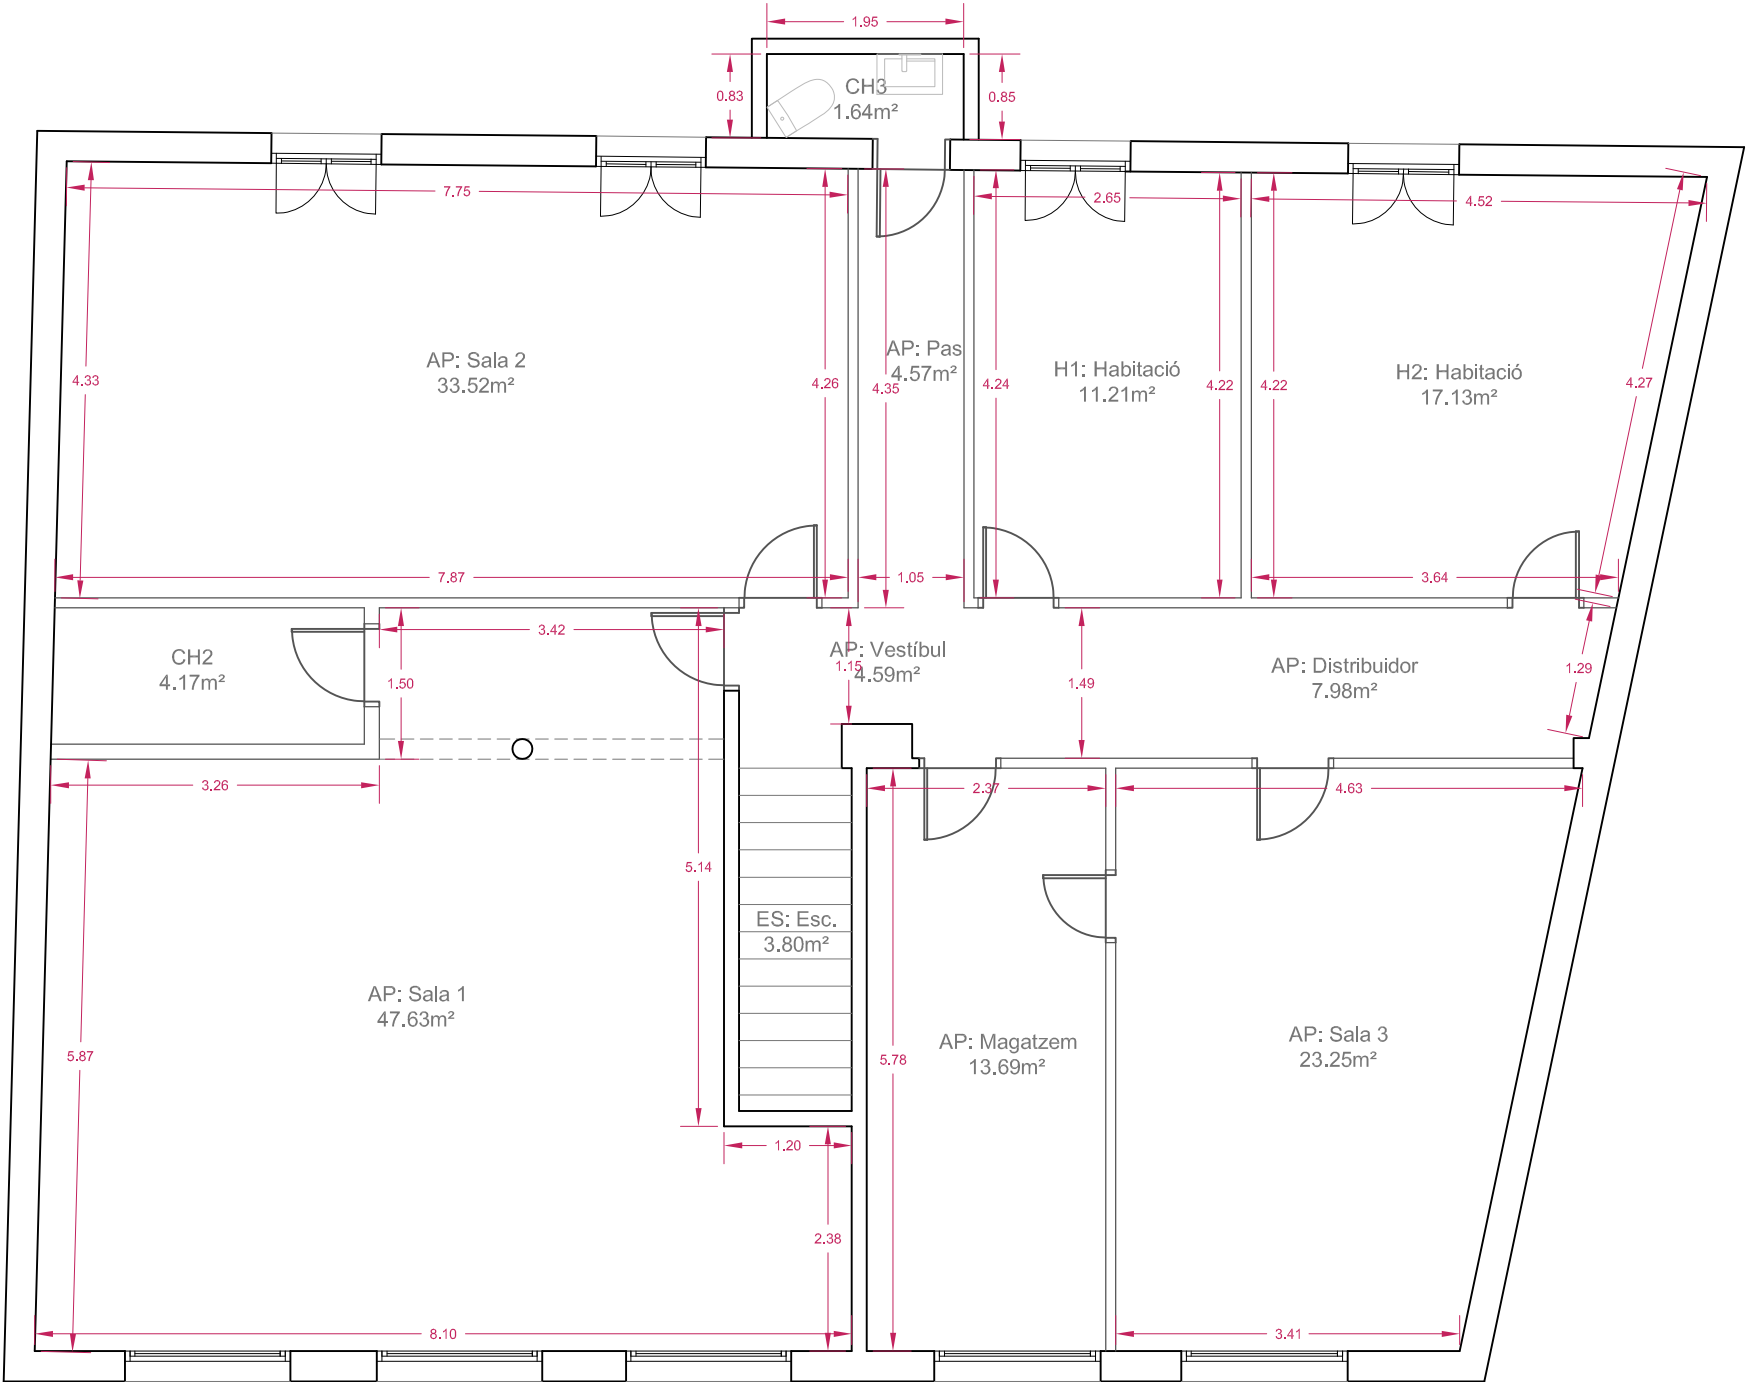 1.95
0.83
CH3
1.64m²
0.85
7.75
2.65
4.52
AP: Sala 2
33.52m²
4.33
4.26
AP: Pas
4.57m²
4.35
4.24
H1: Habitació
11.21m²
4.22
4.22
H2: Habitació
17.13m²
4.27
7.87
1.05
3.64
3.42
CH2
4.17m²
1.50
AP: Vestíbul
4.59m²
1.15
1.49
AP: Distribuidor
7.98m²
1.29
3.26
2.37
4.63
5.14
ES: Esc.
3.80m²
AP: Sala 1
47.63m²
5.87
5.78
AP: Magatzem
13.69m²
AP: Sala 3
23.25m²
1.20
2.38
8.10
3.41